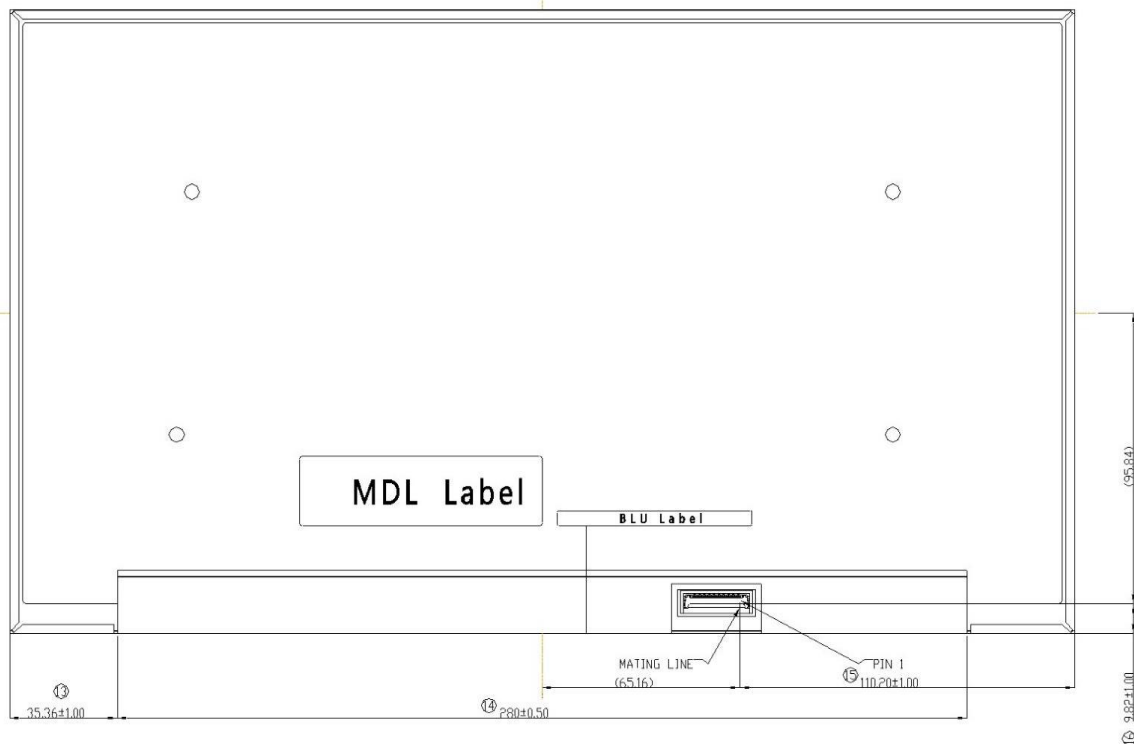 (95.84)
MDL Label
BLU Label
MATING LINE
PIN 1
(65.16)
⑮ 110.20±1.00
⑬
35.36±1.00
⑭ 280±0.50
⑯ 9.82±1.00